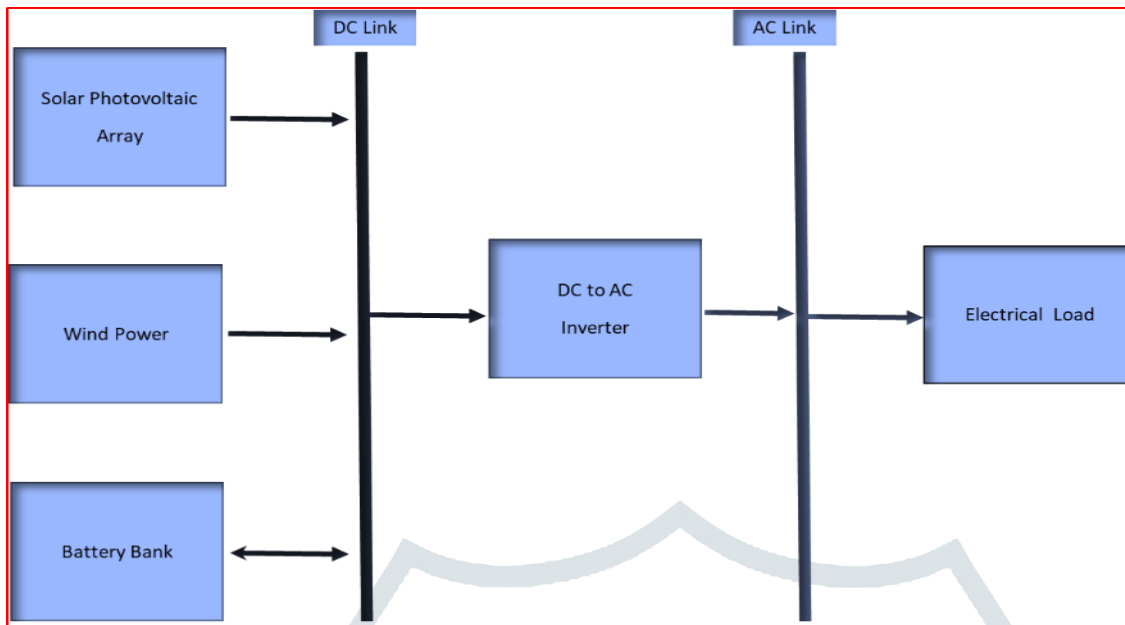 DC Link
AC Link
Solar Photovoltaic
Array
Wind Power
DC to AC
Inverter
Electrical Load
Battery Bank